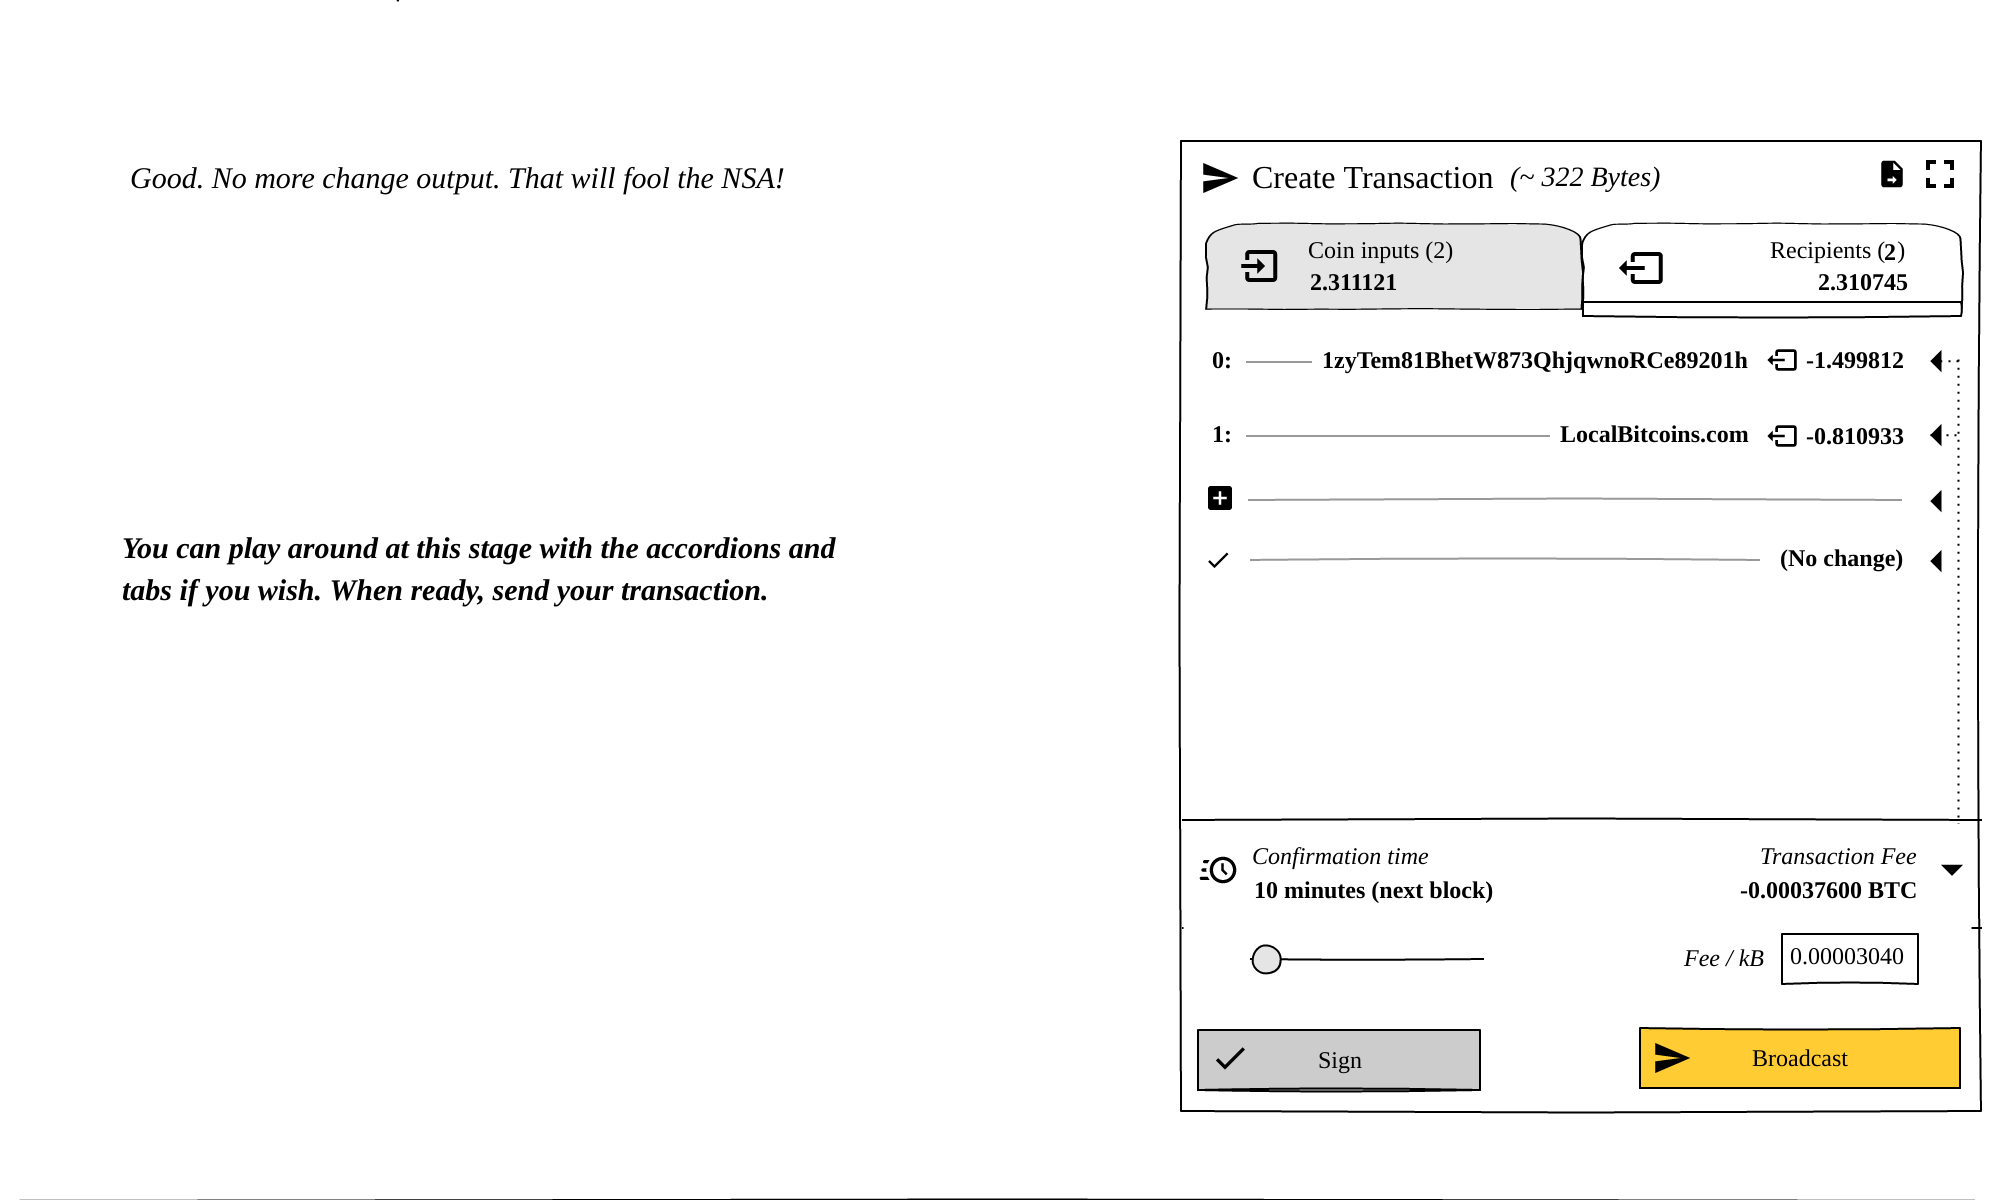 Good. No more change output. That will fool the NSA!
You can play around at this stage with the accordions and
tabs if you wish. When ready, send your transaction.
Create Transaction (~ 322 Bytes)
Coin inputs (2)
2.311121
Recipients (2)
2.310745
0: 1zyTem81BhetW873QhjqwnoRCe89201h -1.499812
1: LocalBitcoins.com -0.810933
(No change)
Confirmation time
10 minutes (next block)
Transaction Fee
-0.00037600 BTC
Fee / kB 0.00003040
Sign
Broadcast